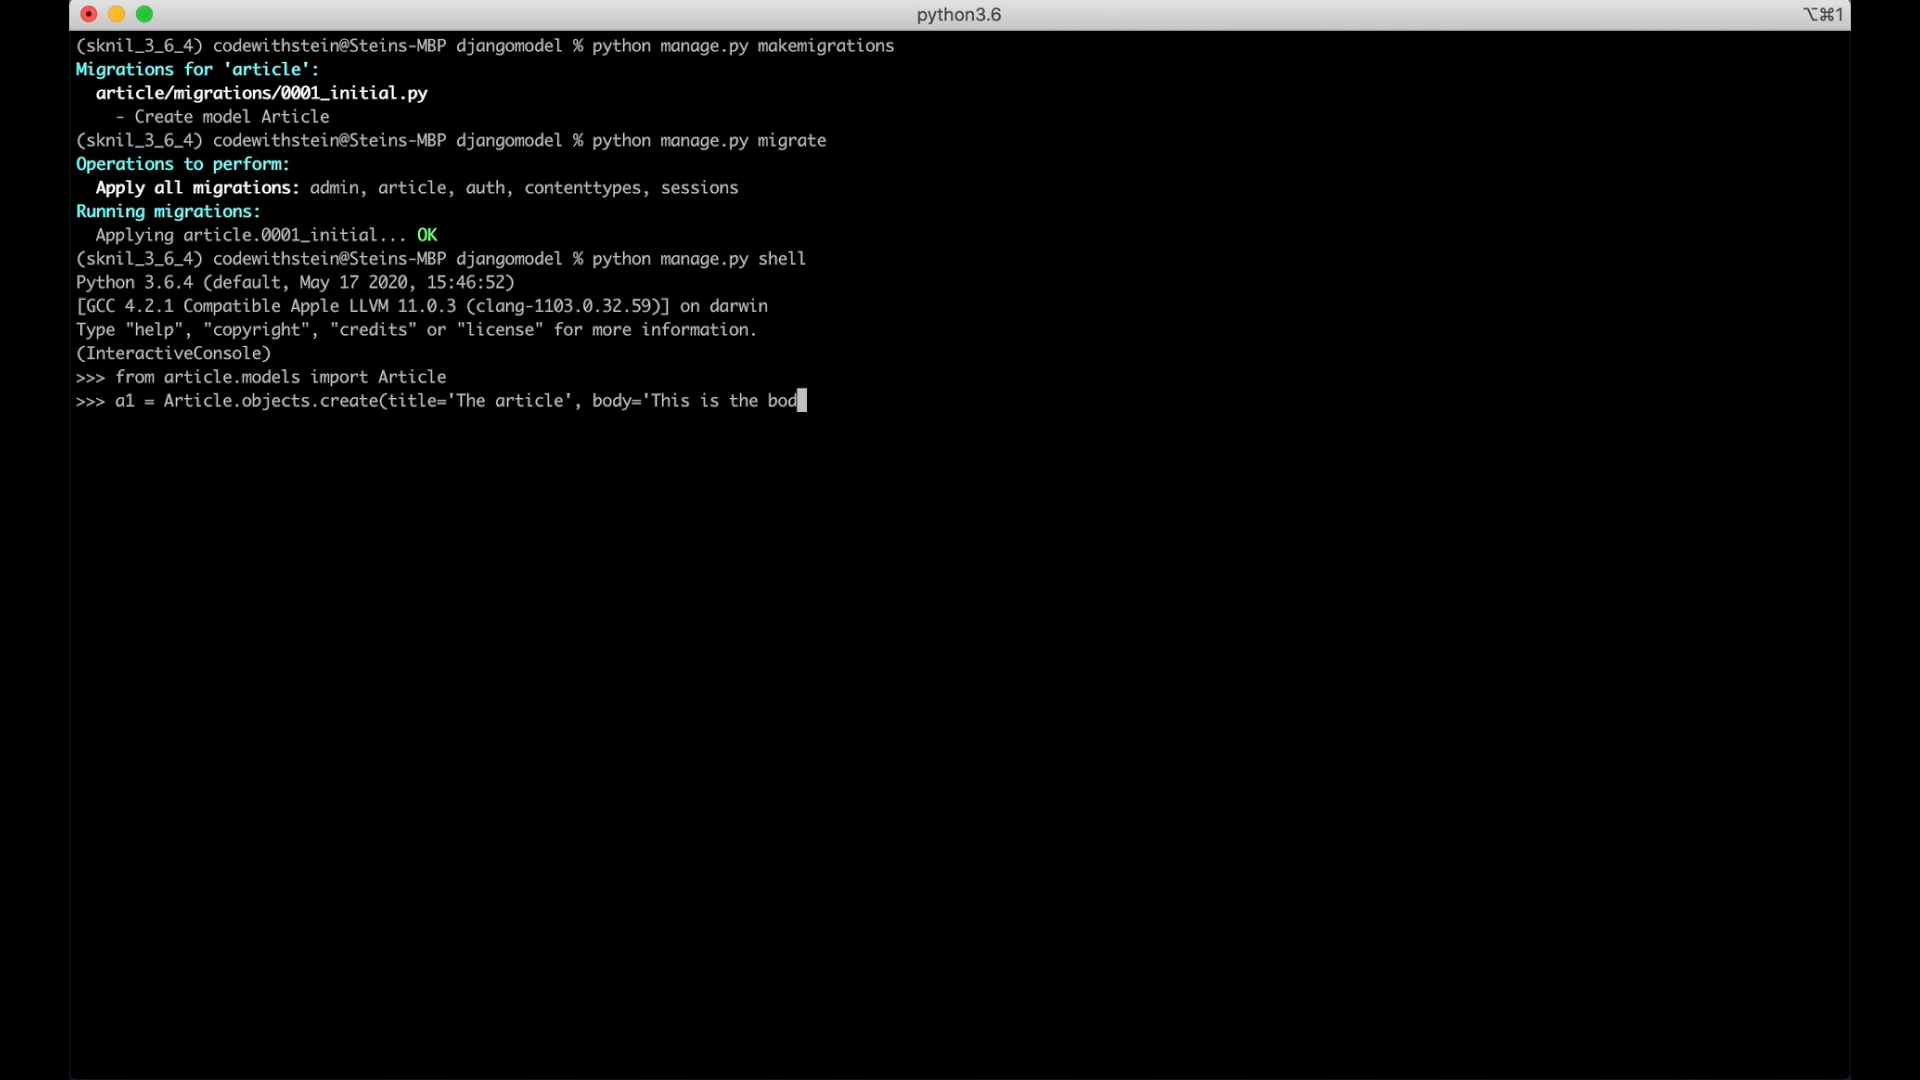 python3.6
⌥⌘1
(sknil_3_6_4) codewithstein@Steins-MBP djangomodel % python manage.py makemigrations
Migrations for 'article':
  article/migrations/0001_initial.py
    - Create model Article
(sknil_3_6_4) codewithstein@Steins-MBP djangomodel % python manage.py migrate
Operations to perform:
  Apply all migrations: admin, article, auth, contenttypes, sessions
Running migrations:
  Applying article.0001_initial... OK
(sknil_3_6_4) codewithstein@Steins-MBP djangomodel % python manage.py shell
Python 3.6.4 (default, May 17 2020, 15:46:52)
[GCC 4.2.1 Compatible Apple LLVM 11.0.3 (clang-1103.0.32.59)] on darwin
Type "help", "copyright", "credits" or "license" for more information.
(InteractiveConsole)
>>> from article.models import Article
>>> a1 = Article.objects.create(title='The article', body='This is the bod